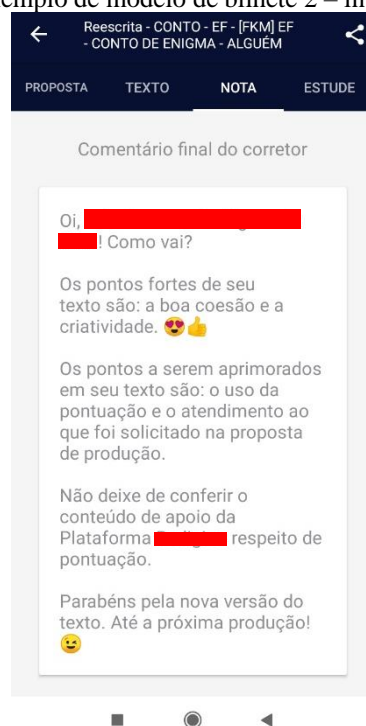 Reescrita - CONTO - EF - [FKM] EF
- CONTO DE ENIGMA - ALGUÉM
PROPOSTA TEXTO NOTA ESTUDE
Comentário final do corretor
Oi,
! Como vai?
Os pontos fortes de seu
texto são: a boa coesão e a
criatividade. 😍👍
Os pontos a serem aprimorados
em seu texto são: o uso da
pontuação e o atendimento ao
que foi solicitado na proposta
de produção.
Não deixe de conferir o
conteúdo de apoio da
Plataforma respeito de
pontuação.
Parabéns pela nova versão do
texto. Até a próxima produção!
😉